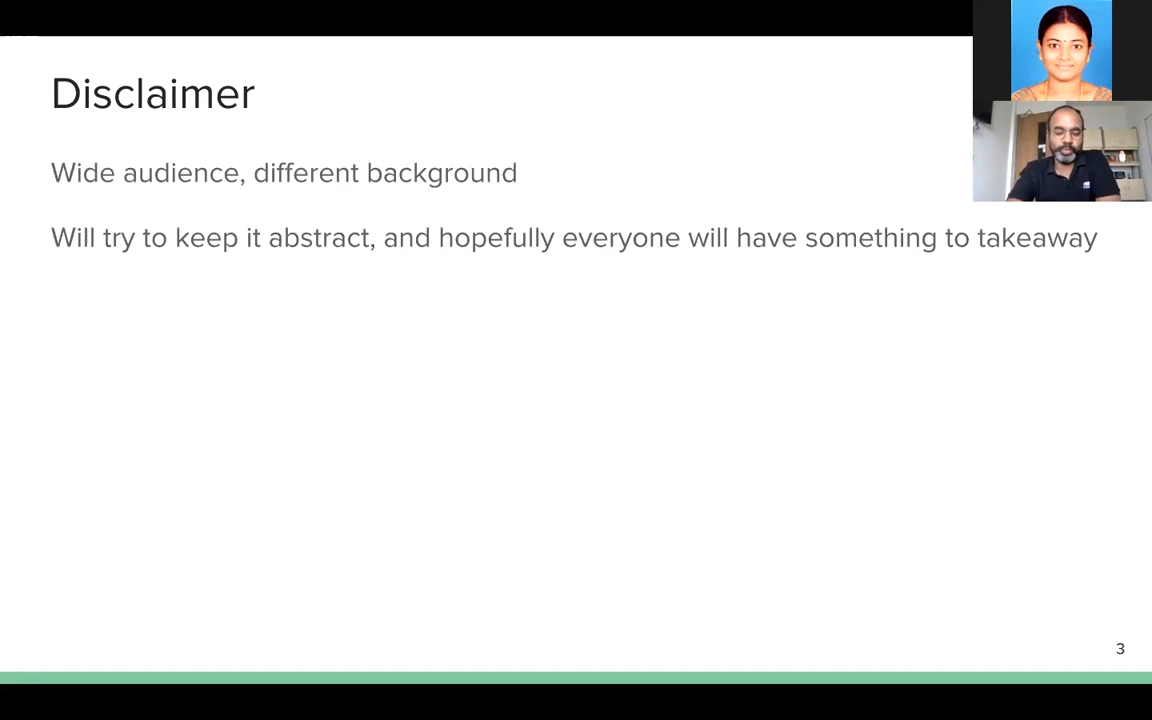 Disclaimer
Wide audience, different background
Will try to keep it abstract, and hopefully everyone will have something to takeaway
3